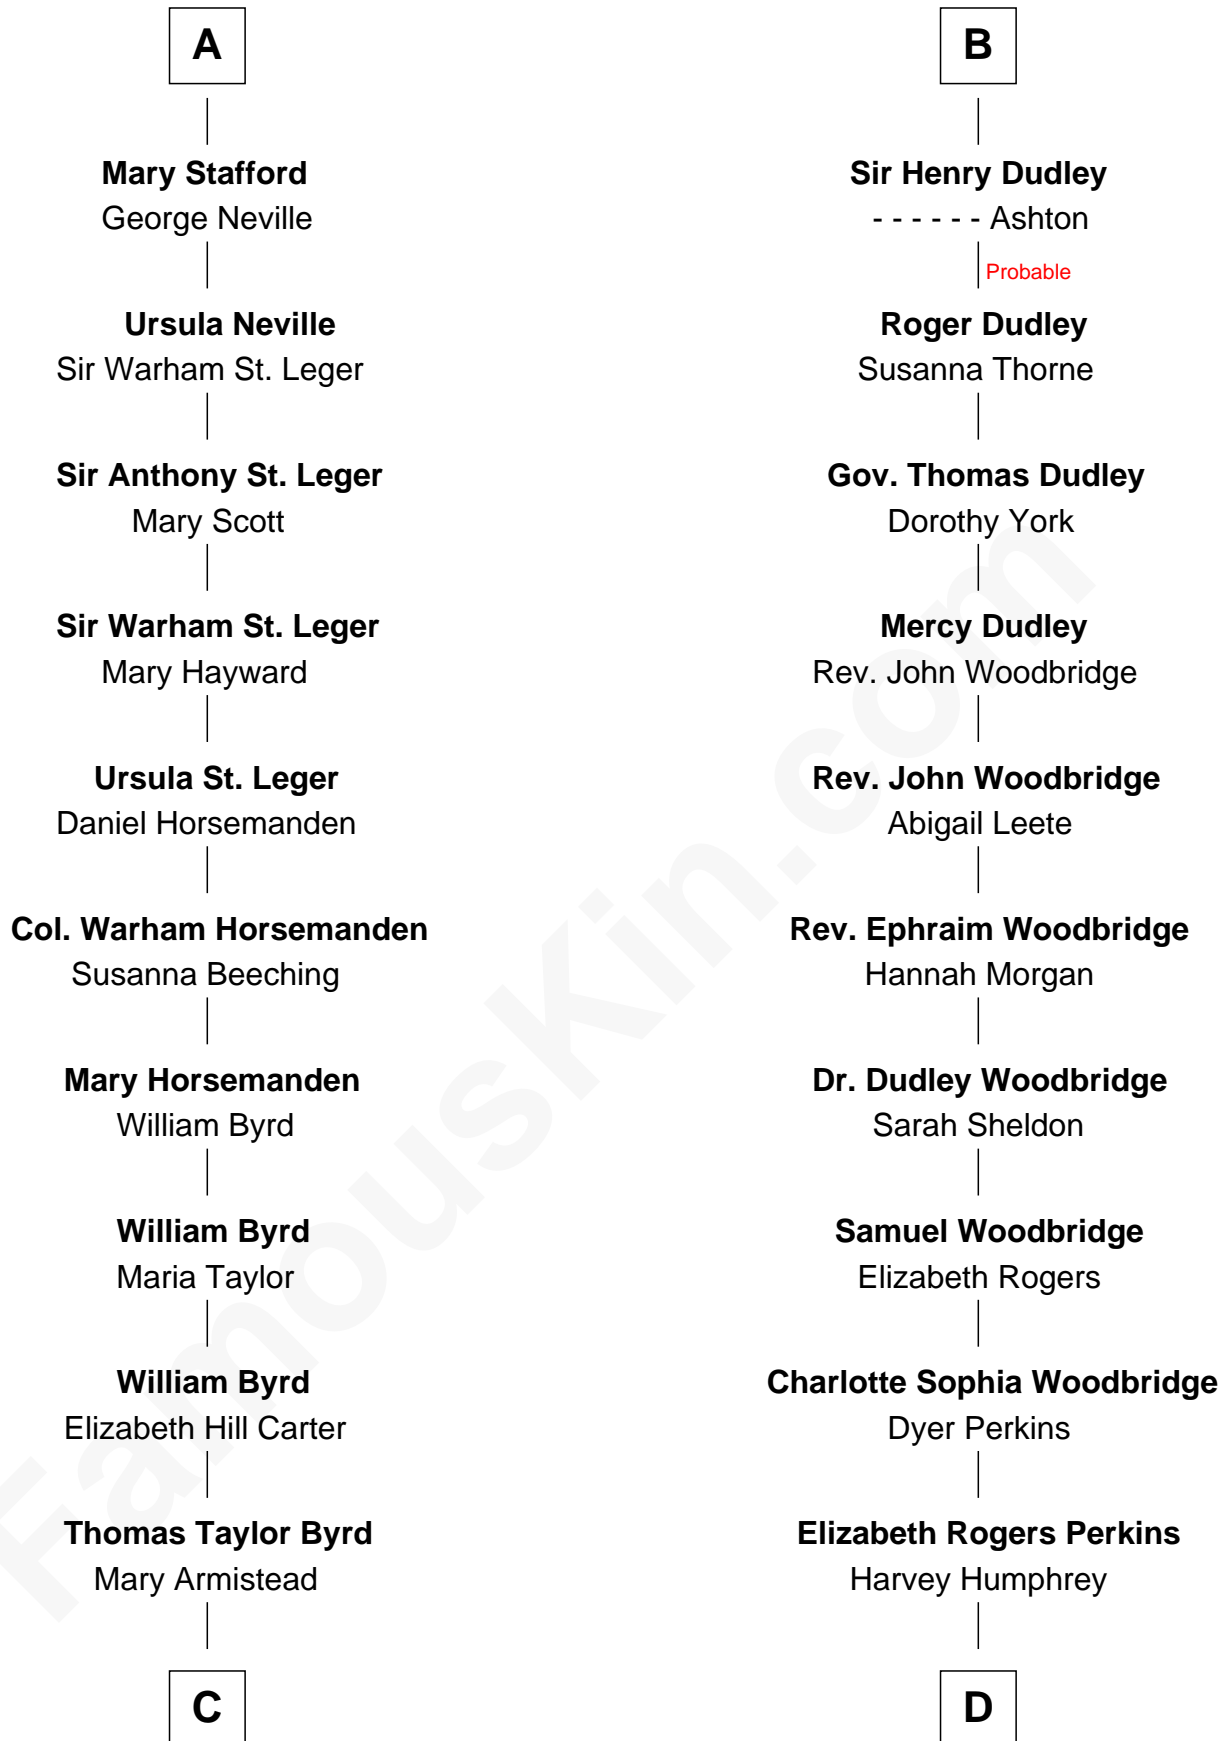 A
Mary Stafford
George Neville
Ursula Neville
Sir Warham St. Leger
Sir Anthony St. Leger
Mary Scott
Sir Warham St. Leger
Mary Hayward
Ursula St. Leger
Daniel Horsemanden
Col. Warham Horsemanden
Susanna Beeching
Mary Horsemanden
William Byrd
William Byrd
Maria Taylor
William Byrd
Elizabeth Hill Carter
Thomas Taylor Byrd
Mary Armistead
C
B
Sir Henry Dudley
- - - - - - Ashton
Probable
Roger Dudley
Susanna Thorne
Gov. Thomas Dudley
Dorothy York
Mercy Dudley
Rev. John Woodbridge
Rev. John Woodbridge
Abigail Leete
Rev. Ephraim Woodbridge
Hannah Morgan
Dr. Dudley Woodbridge
Sarah Sheldon
Samuel Woodbridge
Elizabeth Rogers
Charlotte Sophia Woodbridge
Dyer Perkins
Elizabeth Rogers Perkins
Harvey Humphrey
D
FamousKin.com